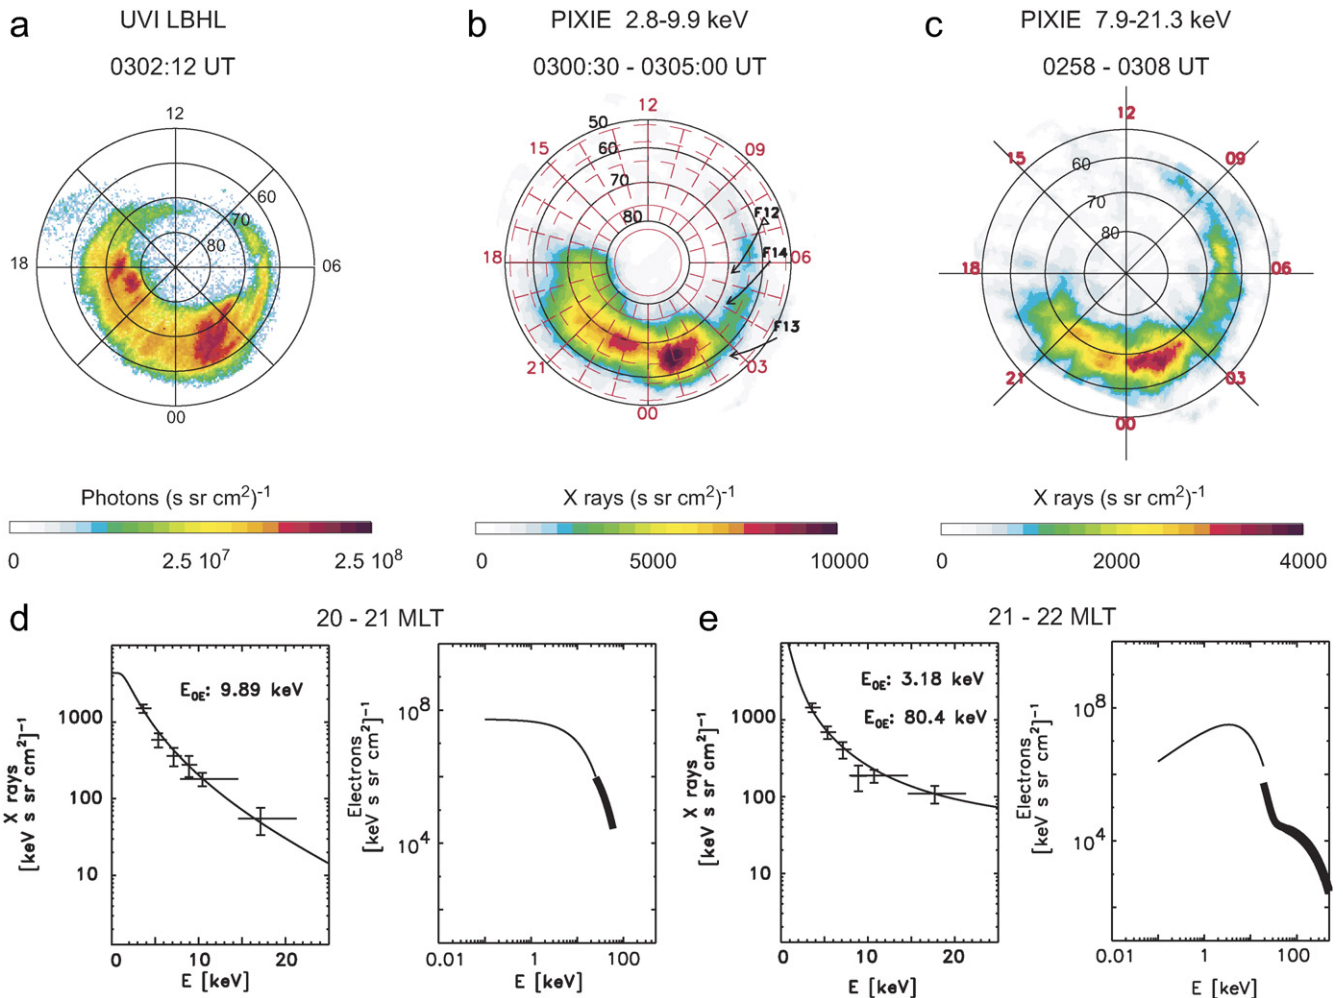 a
UVI LBHL
0302:12 UT
12
60
70
80
18
06
00
Photons (s sr cm²)⁻¹
0
2.5 10⁷
2.5 10⁸
b
PIXIE 2.8-9.9 keV
0300:30 - 0305:00 UT
12
50
15
60
09
70
80
F12
F14
18
06
F13
21
03
00
X rays (s sr cm²)⁻¹
0
5000
10000
c
PIXIE 7.9-21.3 keV
0258 - 0308 UT
12
15
60
09
70
80
18
06
21
03
00
X rays (s sr cm²)⁻¹
0
2000
4000
d
20 - 21 MLT
E₀E: 9.89 keV
X rays
[keV s sr cm²]⁻¹
1000
100
10
0
10
20
E [keV]
Electrons
[keV s sr cm²]⁻¹
10⁸
10⁴
0.01
1
100
E [keV]
e
21 - 22 MLT
E₀E: 3.18 keV
E₀E: 80.4 keV
X rays
[keV s sr cm²]⁻¹
1000
100
10
0
10
20
E [keV]
Electrons
[keV s sr cm²]⁻¹
10⁸
10⁴
0.01
1
100
E [keV]